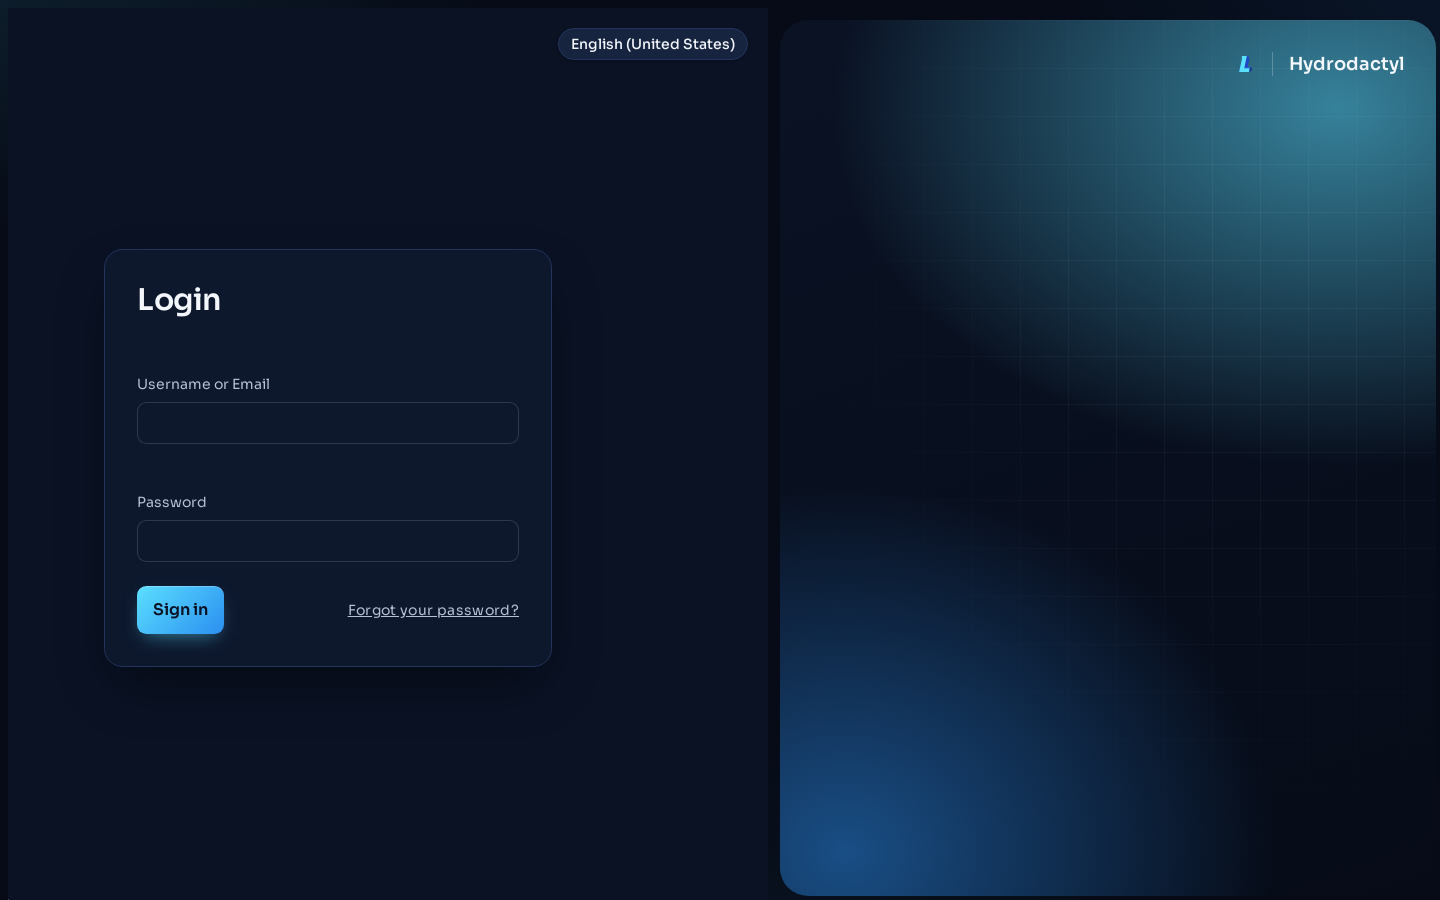 English (United States)
L
Hydrodactyl
Login
Username or Email
Password
Sign in
Forgot your password?